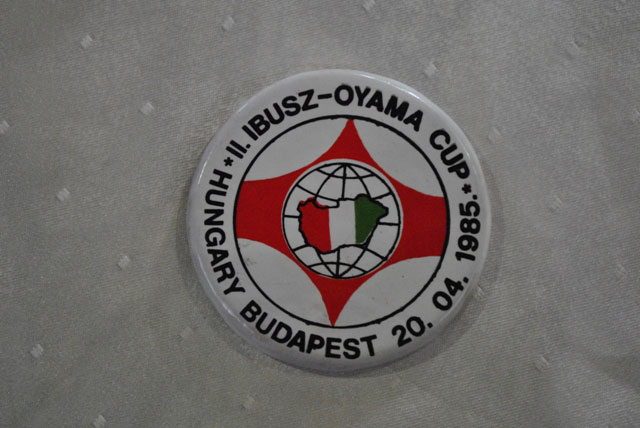 *II. IBUSZ-OYAMA CUP*
HUNGARY BUDAPEST 20. 04. 1985.